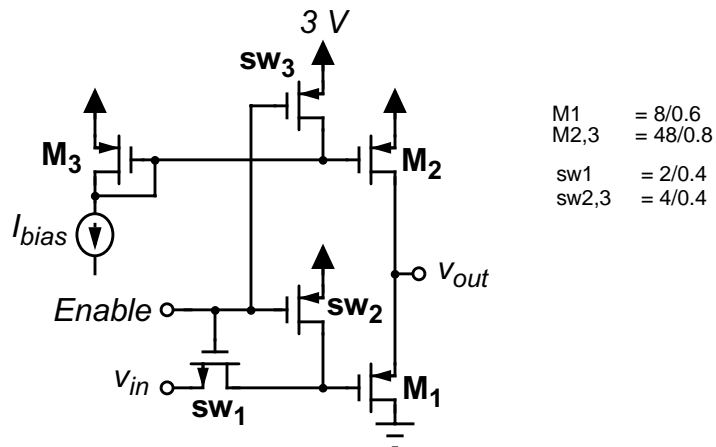 3 V
sw3
M1 = 8/0.6
M2,3 = 48/0.8
M3
M2
sw1 = 2/0.4
sw2,3 = 4/0.4
Ibias
vout
Enable
sw2
vin
sw1
M1